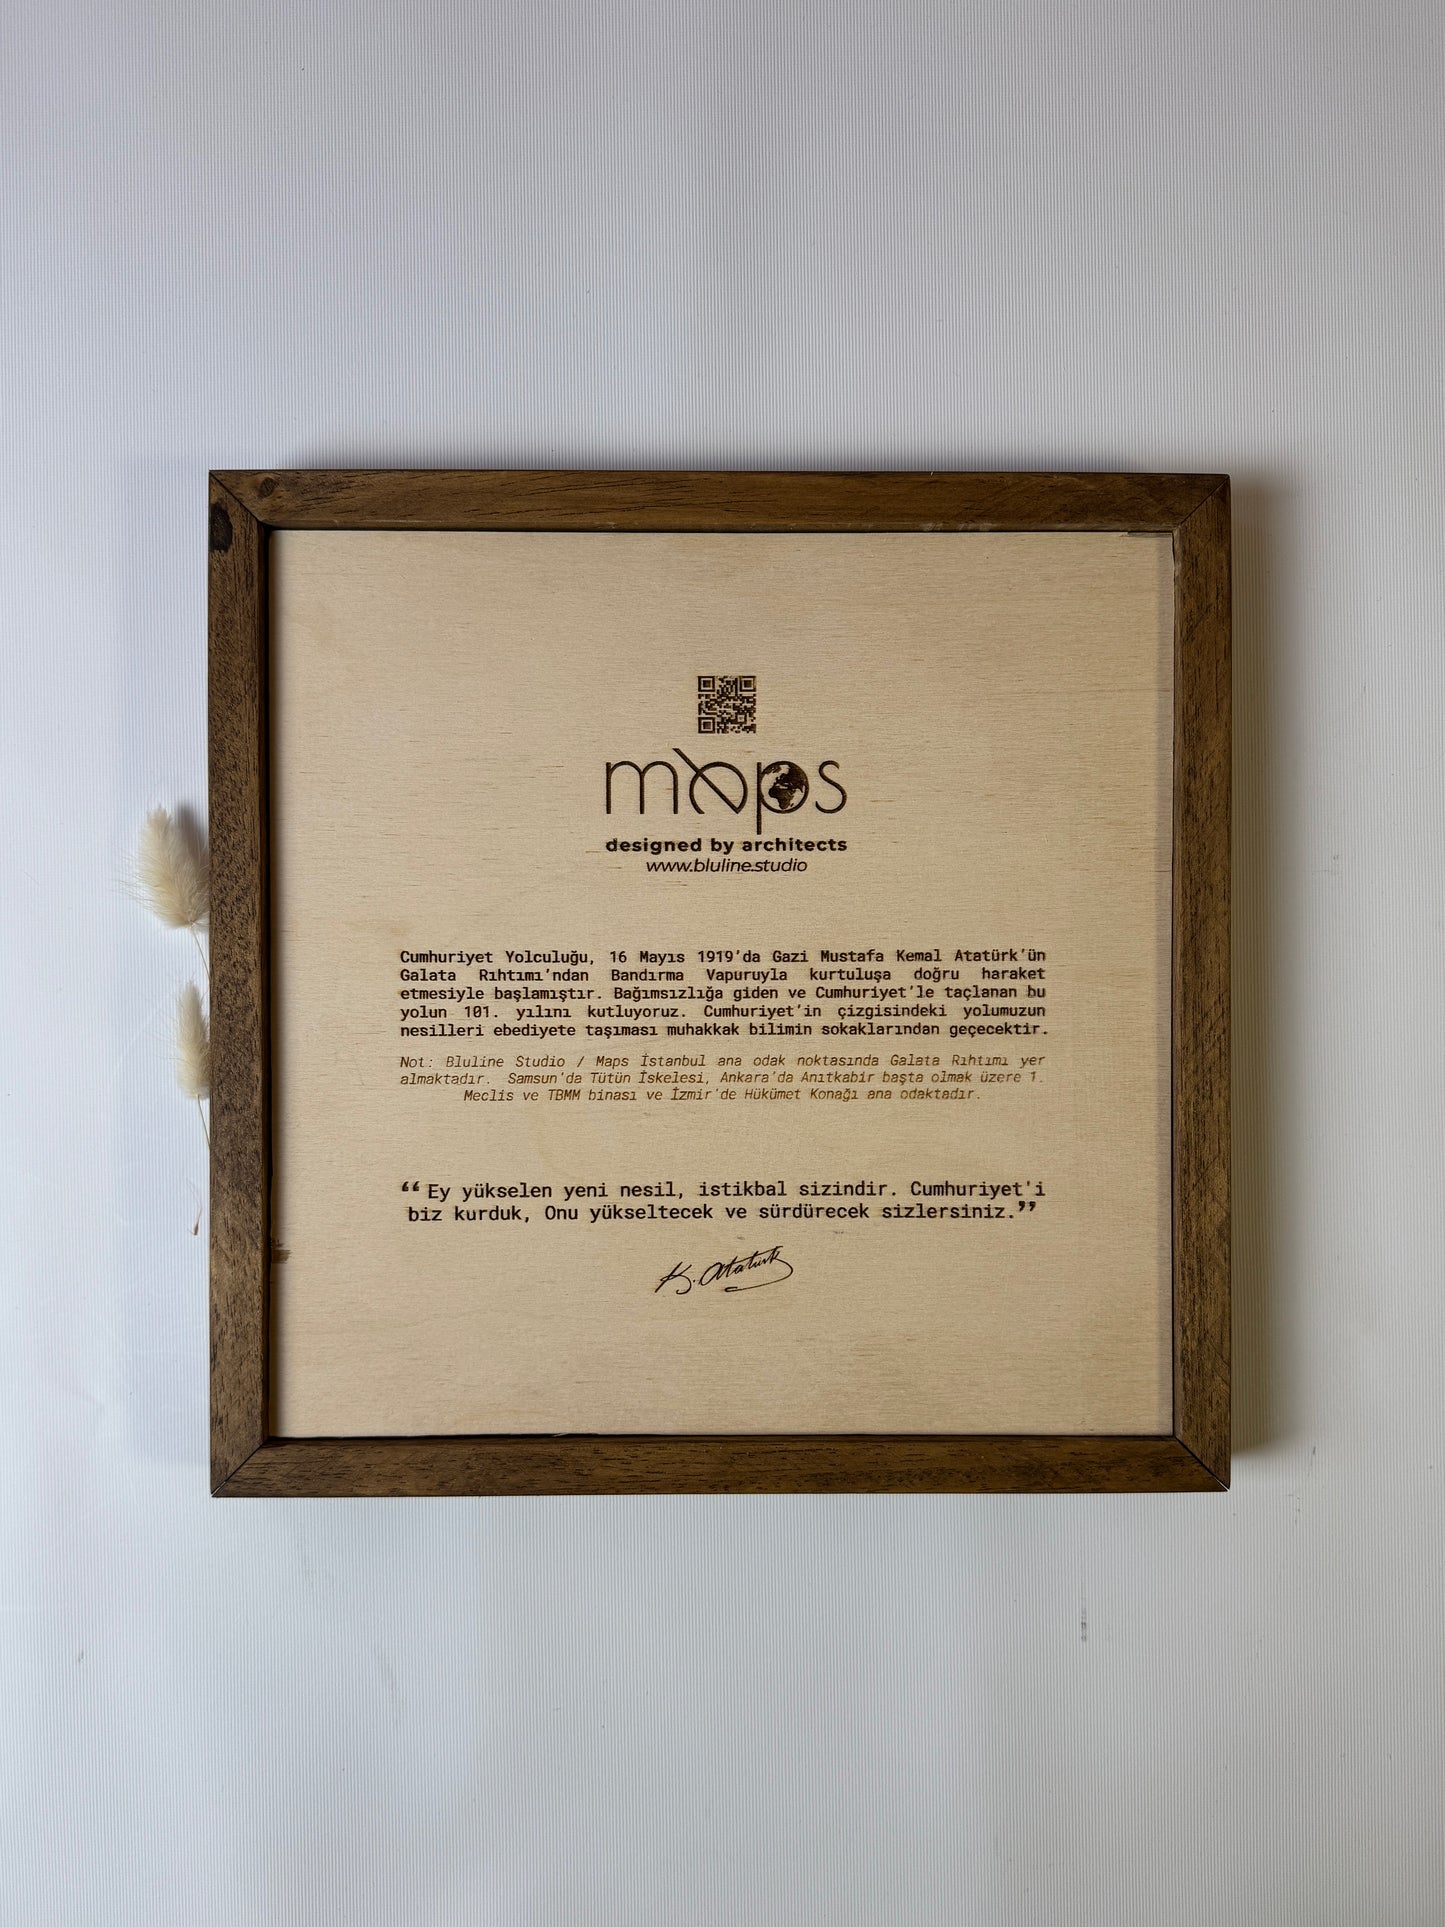 maps
designed by architects
www.bluline.studio
Cumhuriyet Yolculuğu, 16 Mayıs 1919'da Gazi Mustafa Kemal Atatürk'ün
Galata Rıhtımı'ndan Bandırma Vapuruyla kurtuluşa doğru haraket
etmesiyle başlamıştır. Bağımsızlığa giden ve Cumhuriyet'le taçlanan bu
yolun 101. yılını kutluyoruz. Cumhuriyet'in çizgisindeki yolumuzun
nesilleri ebediyete taşıması muhakkak bilimin sokaklarından geçecektir.
Not: Bluline Studio / Maps İstanbul ana odak noktasında Galata Rıhtımı yer
almaktadır. Samsun'da Tütün İskelesi, Ankara'da Anıtkabir başta olmak üzere 1.
Meclis ve TBMM binası ve İzmir'de Hükümet Konağı ana odaktadır.
“Ey yükselen yeni nesil, istikbal sizindir. Cumhuriyet'i
biz kurduk, Onu yükseltecek ve sürdürecek sizlersiniz.”
K. Atatürk